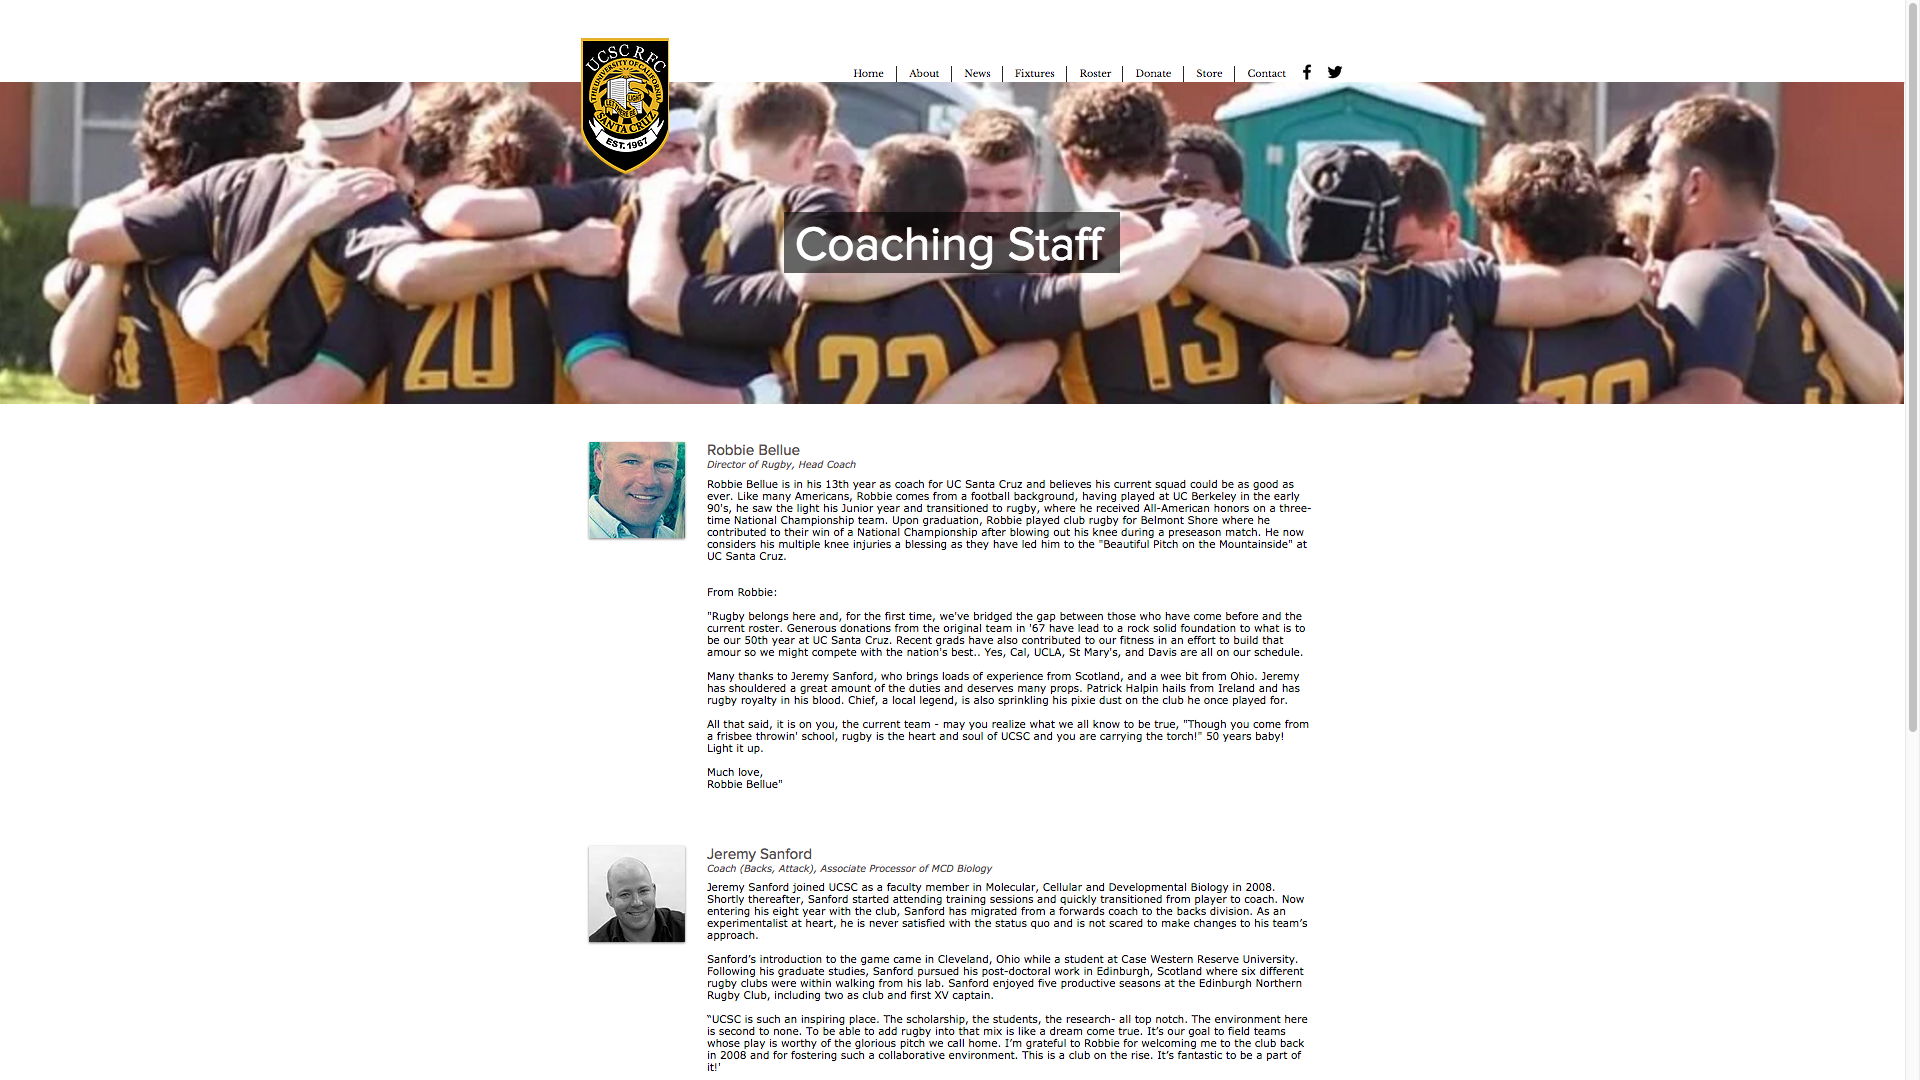 UCSC RFC
THE UNIVERSITY OF CALIFORNIA
SANTA CRUZ
EST. 1967
Home
About
News
Fixtures
Roster
Donate
Store
Contact
Coaching Staff
20
22
13
Robbie Bellue
Director of Rugby, Head Coach
Robbie Bellue is in his 13th year as coach for UC Santa Cruz and believes his current squad could be as good as
ever. Like many Americans, Robbie comes from a football background, having played at UC Berkeley in the early
90's, he saw the light his Junior year and transitioned to rugby, where he received All-American honors on a three-
time National Championship team. Upon graduation, Robbie played club rugby for Belmont Shore where he
contributed to their win of a National Championship after blowing out his knee during a preseason match. He now
considers his multiple knee injuries a blessing as they have led him to the "Beautiful Pitch on the Mountainside" at
UC Santa Cruz.
From Robbie:
"Rugby belongs here and, for the first time, we've bridged the gap between those who have come before and the
current roster. Generous donations from the original team in '67 have lead to a rock solid foundation to what is to
be our 50th year at UC Santa Cruz. Recent grads have also contributed to our fitness in an effort to build that
amour so we might compete with the nation's best.. Yes, Cal, UCLA, St Mary's, and Davis are all on our schedule.
Many thanks to Jeremy Sanford, who brings loads of experience from Scotland, and a wee bit from Ohio. Jeremy
has shouldered a great amount of the duties and deserves many props. Patrick Halpin hails from Ireland and has
rugby royalty in his blood. Chief, a local legend, is also sprinkling his pixie dust on the club he once played for.
All that said, it is on you, the current team - may you realize what we all know to be true, "Though you come from
a frisbee throwin' school, rugby is the heart and soul of UCSC and you are carrying the torch!" 50 years baby!
Light it up.
Much love,
Robbie Bellue"
Jeremy Sanford
Coach (Backs, Attack), Associate Processor of MCD Biology
Jeremy Sanford joined UCSC as a faculty member in Molecular, Cellular and Developmental Biology in 2008.
Shortly thereafter, Sanford started attending training sessions and quickly transitioned from player to coach. Now
entering his eight year with the club, Sanford has migrated from a forwards coach to the backs division. As an
experimentalist at heart, he is never satisfied with the status quo and is not scared to make changes to his team’s
approach.
Sanford’s introduction to the game came in Cleveland, Ohio while a student at Case Western Reserve University.
Following his graduate studies, Sanford pursued his post-doctoral work in Edinburgh, Scotland where six different
rugby clubs were within walking from his lab. Sanford enjoyed five productive seasons at the Edinburgh Northern
Rugby Club, including two as club and first XV captain.
“UCSC is such an inspiring place. The scholarship, the students, the research- all top notch. The environment here
is second to none. To be able to add rugby into that mix is like a dream come true. It’s our goal to field teams
whose play is worthy of the glorious pitch we call home. I’m grateful to Robbie for welcoming me to the club back
in 2008 and for fostering such a collaborative environment. This is a club on the rise. It’s fantastic to be a part of
it!'